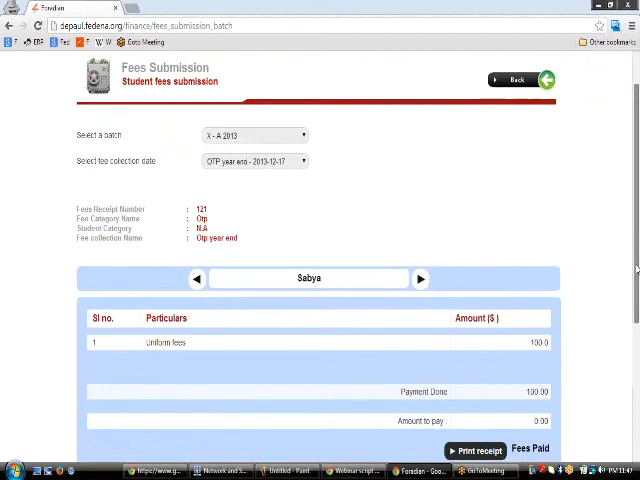 Foradian
depaul.fedena.org/finance/fees_submission_batch
F
ERP
Fed
F
W W
Goto Meeting
Other bookmarks
Fees Submission
Student fees submission
Back
Select a batch
X - A 2013
Select fee collection date
OTP year end - 2013-12-17
Fees Receipt Number : 121
Fee Category Name : Otp
Student Category : N.A
Fee collection Name : Otp year end
Sabya
Sl no. Particulars Amount ($ )
1 Uniform fees 100.0
Payment Done 100.00
Amount to pay : 0.00
Print receipt Fees Paid
https://www.g...
Network and S...
Untitled - Paint
Webinar script ...
Foradian - Goo...
GoToMeeting
PM 11:47